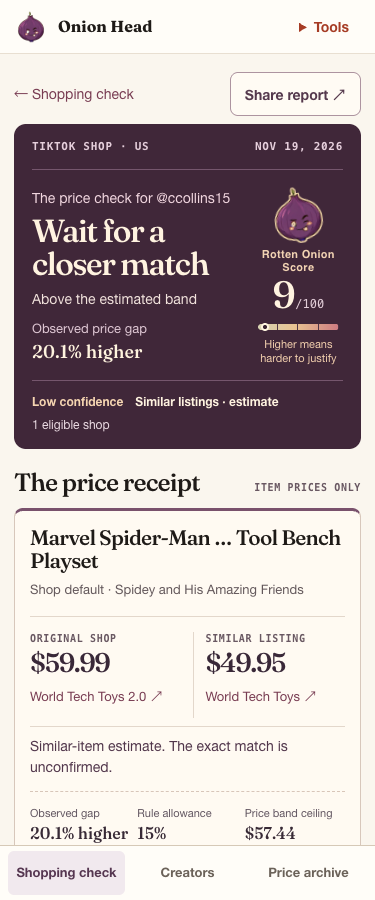 Onion Head
▶ Tools
← Shopping check
Share report ↗
TIKTOK SHOP · US
NOV 19, 2026
The price check for @ccollins15
Wait for a
closer match
Above the estimated band
Observed price gap
20.1% higher
Rotten Onion
Score
9/100
Higher means
harder to justify
Low confidence Similar listings · estimate
1 eligible shop
The price receipt
ITEM PRICES ONLY
Marvel Spider-Man ... Tool Bench
Playset
Shop default · Spidey and His Amazing Friends
ORIGINAL SHOP
$59.99
World Tech Toys 2.0 ↗
SIMILAR LISTING
$49.95
World Tech Toys ↗
Similar-item estimate. The exact match is
unconfirmed.
Observed gap
20.1% higher
Rule allowance
15%
Price band ceiling
$57.44
Shopping check
Creators
Price archive